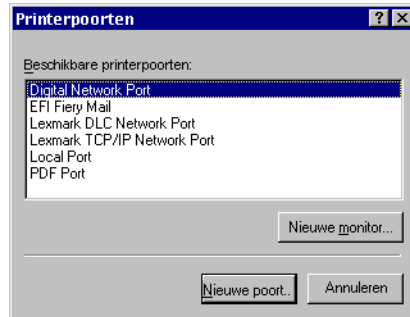 Printerpoorten
Beschikbare printerpoorten:
Digital Network Port
EFI Fiery Mail
Lexmark DLC Network Port
Lexmark TCP/IP Network Port
Local Port
PDF Port
Nieuwe monitor...
Nieuwe poort..
Annuleren